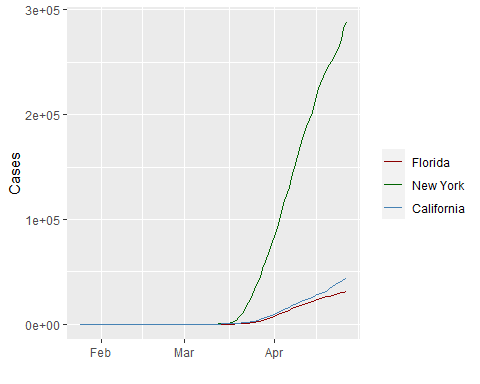 3e+05
2e+05
1e+05
0e+00
Cases
Feb Mar Apr
Florida
New York
California